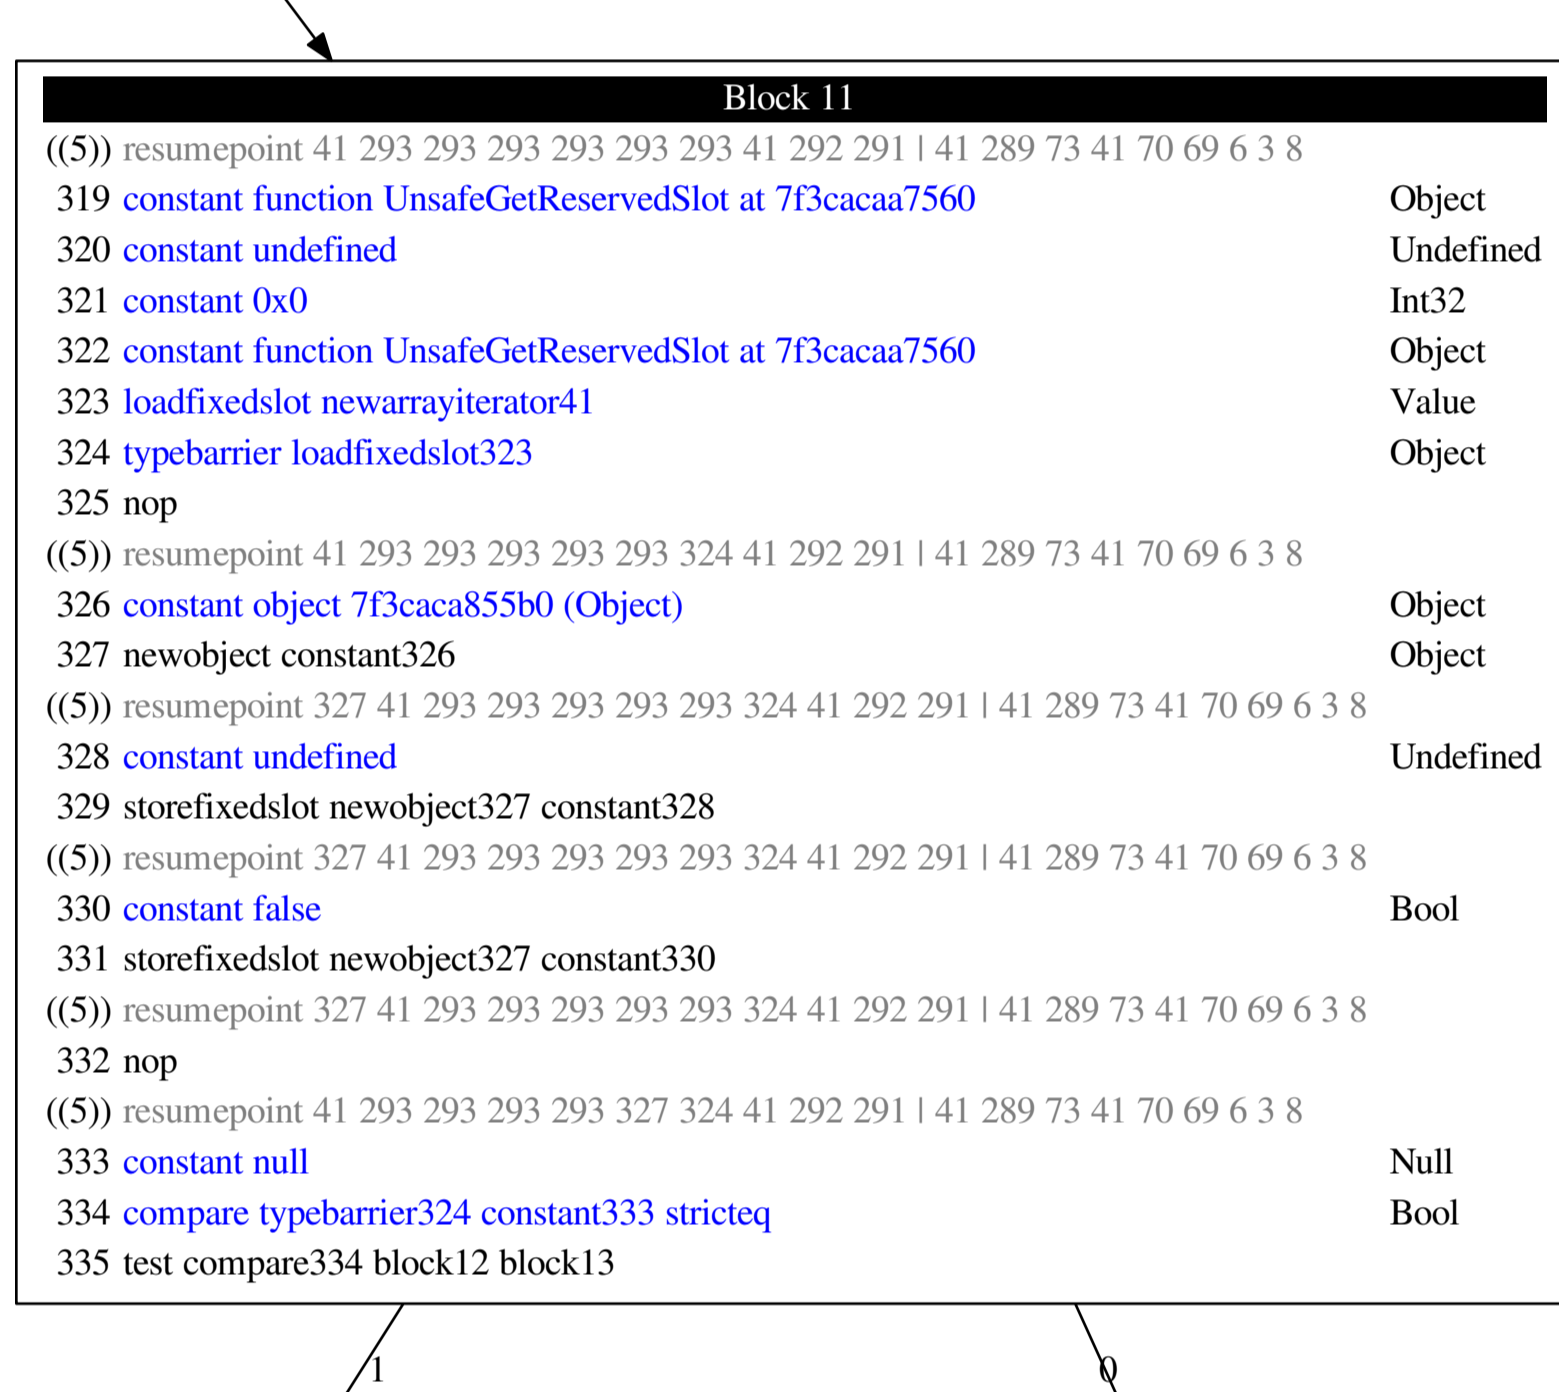 Block 11
((5)) resumepoint 41 293 293 293 293 293 293 41 292 291 | 41 289 73 41 70 69 6 3 8
319 constant function UnsafeGetReservedSlot at 7f3cacaa7560 Object
320 constant undefined Undefined
321 constant 0x0 Int32
322 constant function UnsafeGetReservedSlot at 7f3cacaa7560 Object
323 loadfixedslot newarrayiterator41 Value
324 typebarrier loadfixedslot323 Object
325 nop
((5)) resumepoint 41 293 293 293 293 293 324 41 292 291 | 41 289 73 41 70 69 6 3 8
326 constant object 7f3caca855b0 (Object) Object
327 newobject constant326 Object
((5)) resumepoint 327 41 293 293 293 293 293 324 41 292 291 | 41 289 73 41 70 69 6 3 8
328 constant undefined Undefined
329 storefixedslot newobject327 constant328
((5)) resumepoint 327 41 293 293 293 293 293 324 41 292 291 | 41 289 73 41 70 69 6 3 8
330 constant false Bool
331 storefixedslot newobject327 constant330
((5)) resumepoint 327 41 293 293 293 293 293 324 41 292 291 | 41 289 73 41 70 69 6 3 8
332 nop
((5)) resumepoint 41 293 293 293 293 327 324 41 292 291 | 41 289 73 41 70 69 6 3 8
333 constant null Null
334 compare typebarrier324 constant333 stricteq Bool
335 test compare334 block12 block13
1 0